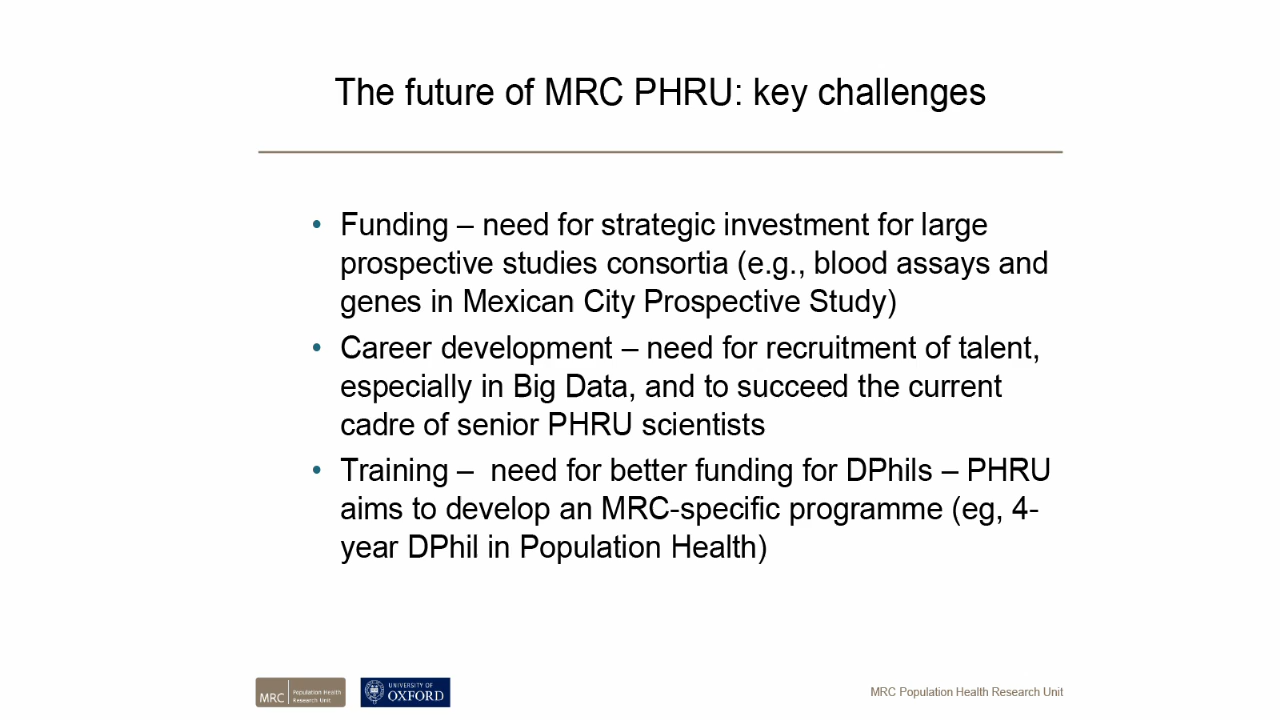 The future of MRC PHRU: key challenges
• Funding – need for strategic investment for large
prospective studies consortia (e.g., blood assays and
genes in Mexican City Prospective Study)
• Career development – need for recruitment of talent,
especially in Big Data, and to succeed the current
cadre of senior PHRU scientists
• Training –  need for better funding for DPhils – PHRU
aims to develop an MRC-specific programme (eg, 4-
year DPhil in Population Health)
MRC
Population Health
Research Unit
UNIVERSITY OF
OXFORD
MRC Population Health Research Unit